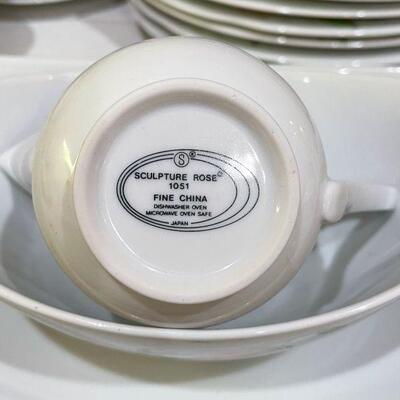 S®
SCULPTURE ROSE©
1051
FINE CHINA
DISHWASHER OVEN
MICROWAVE OVEN SAFE
JAPAN